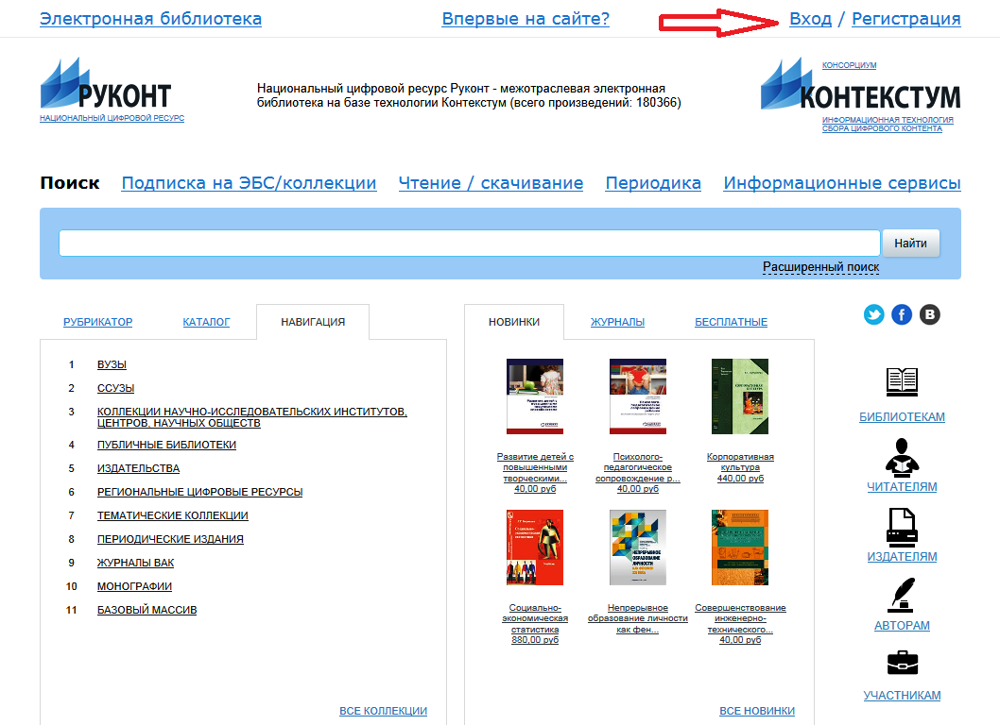 Электронная библиотека
Впервые на сайте?
Вход / Регистрация
РУКОНТ
НАЦИОНАЛЬНЫЙ ЦИФРОВОЙ РЕСУРС
Национальный цифровой ресурс Руконт - межотраслевая электронная
библиотека на базе технологии Контекстум (всего произведений: 180366)
КОНСОРЦИУМ
КОНТЕКСТУМ
ИНФОРМАЦИОННАЯ ТЕХНОЛОГИЯ
СБОРА ЦИФРОВОГО КОНТЕНТА
Поиск
Подписка на ЭБС/коллекции
Чтение / скачивание
Периодика
Информационные сервисы
Найти
Расширенный поиск
РУБРИКАТОР
КАТАЛОГ
НАВИГАЦИЯ
1 ВУЗЫ
2 ССУЗЫ
3 КОЛЛЕКЦИИ НАУЧНО-ИССЛЕДОВАТЕЛЬСКИХ ИНСТИТУТОВ,
ЦЕНТРОВ, НАУЧНЫХ ОБЩЕСТВ
4 ПУБЛИЧНЫЕ БИБЛИОТЕКИ
5 ИЗДАТЕЛЬСТВА
6 РЕГИОНАЛЬНЫЕ ЦИФРОВЫЕ РЕСУРСЫ
7 ТЕМАТИЧЕСКИЕ КОЛЛЕКЦИИ
8 ПЕРИОДИЧЕСКИЕ ИЗДАНИЯ
9 ЖУРНАЛЫ ВАК
10 МОНОГРАФИИ
11 БАЗОВЫЙ МАССИВ
ВСЕ КОЛЛЕКЦИИ
НОВИНКИ
ЖУРНАЛЫ
БЕСПЛАТНЫЕ
Развитие детей с
повышенными
творческими...
40,00 руб
Психолого-
педагогическое
сопровождение р...
40,00 руб
Корпоративная
культура
440,00 руб
НЕПРЕРЫВНОЕ
ОБРАЗОВАНИЕ
ЛИЧНОСТИ
Социально-
экономическая
статистика
880,00 руб
Непрерывное
образование личности
как фен...
Совершенствование
инженерно-
технического...
40,00 руб
ВСЕ НОВИНКИ
f
B
БИБЛИОТЕКАМ
ЧИТАТЕЛЯМ
ИЗДАТЕЛЯМ
АВТОРАМ
УЧАСТНИКАМ